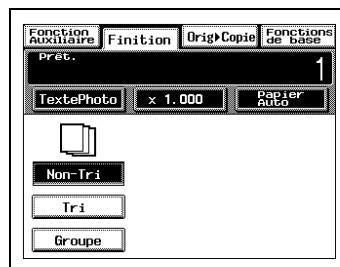 Fonction Auxiliaire
Finition
Orig▸Copie
Fonctions de base
Prêt.
1
TextePhoto
x 1.000
Papier Auto
Non-Tri
Tri
Groupe